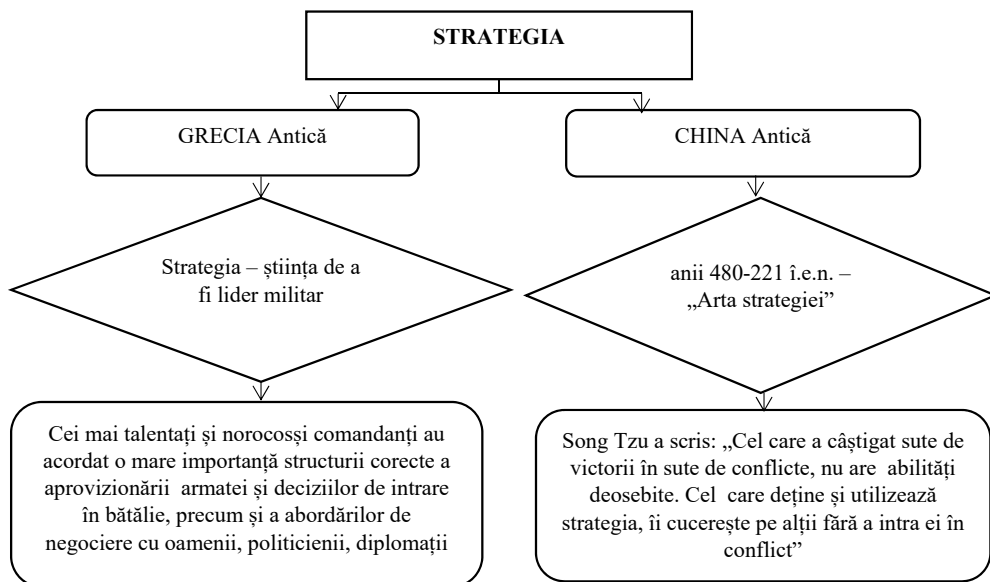 STRATEGIA
GRECIA Antică
CHINA Antică
Strategia – știința de a
fi lider militar
anii 480-221 î.e.n. –
„Arta strategiei”
Cei mai talentați și norocosși comandanți au
acordat o mare importanță structurii corecte a
aprovizionării armatei și deciziilor de intrare
în bătălie, precum și a abordărilor de
negociere cu oamenii, politicienii, diplomații
Song Tzu a scris: „Cel care a câștigat sute de
victorii în sute de conflicte, nu are abilități
deosebite. Cel care deține și utilizează
strategia, îi cucerește pe alții fără a intra ei în
conflict”